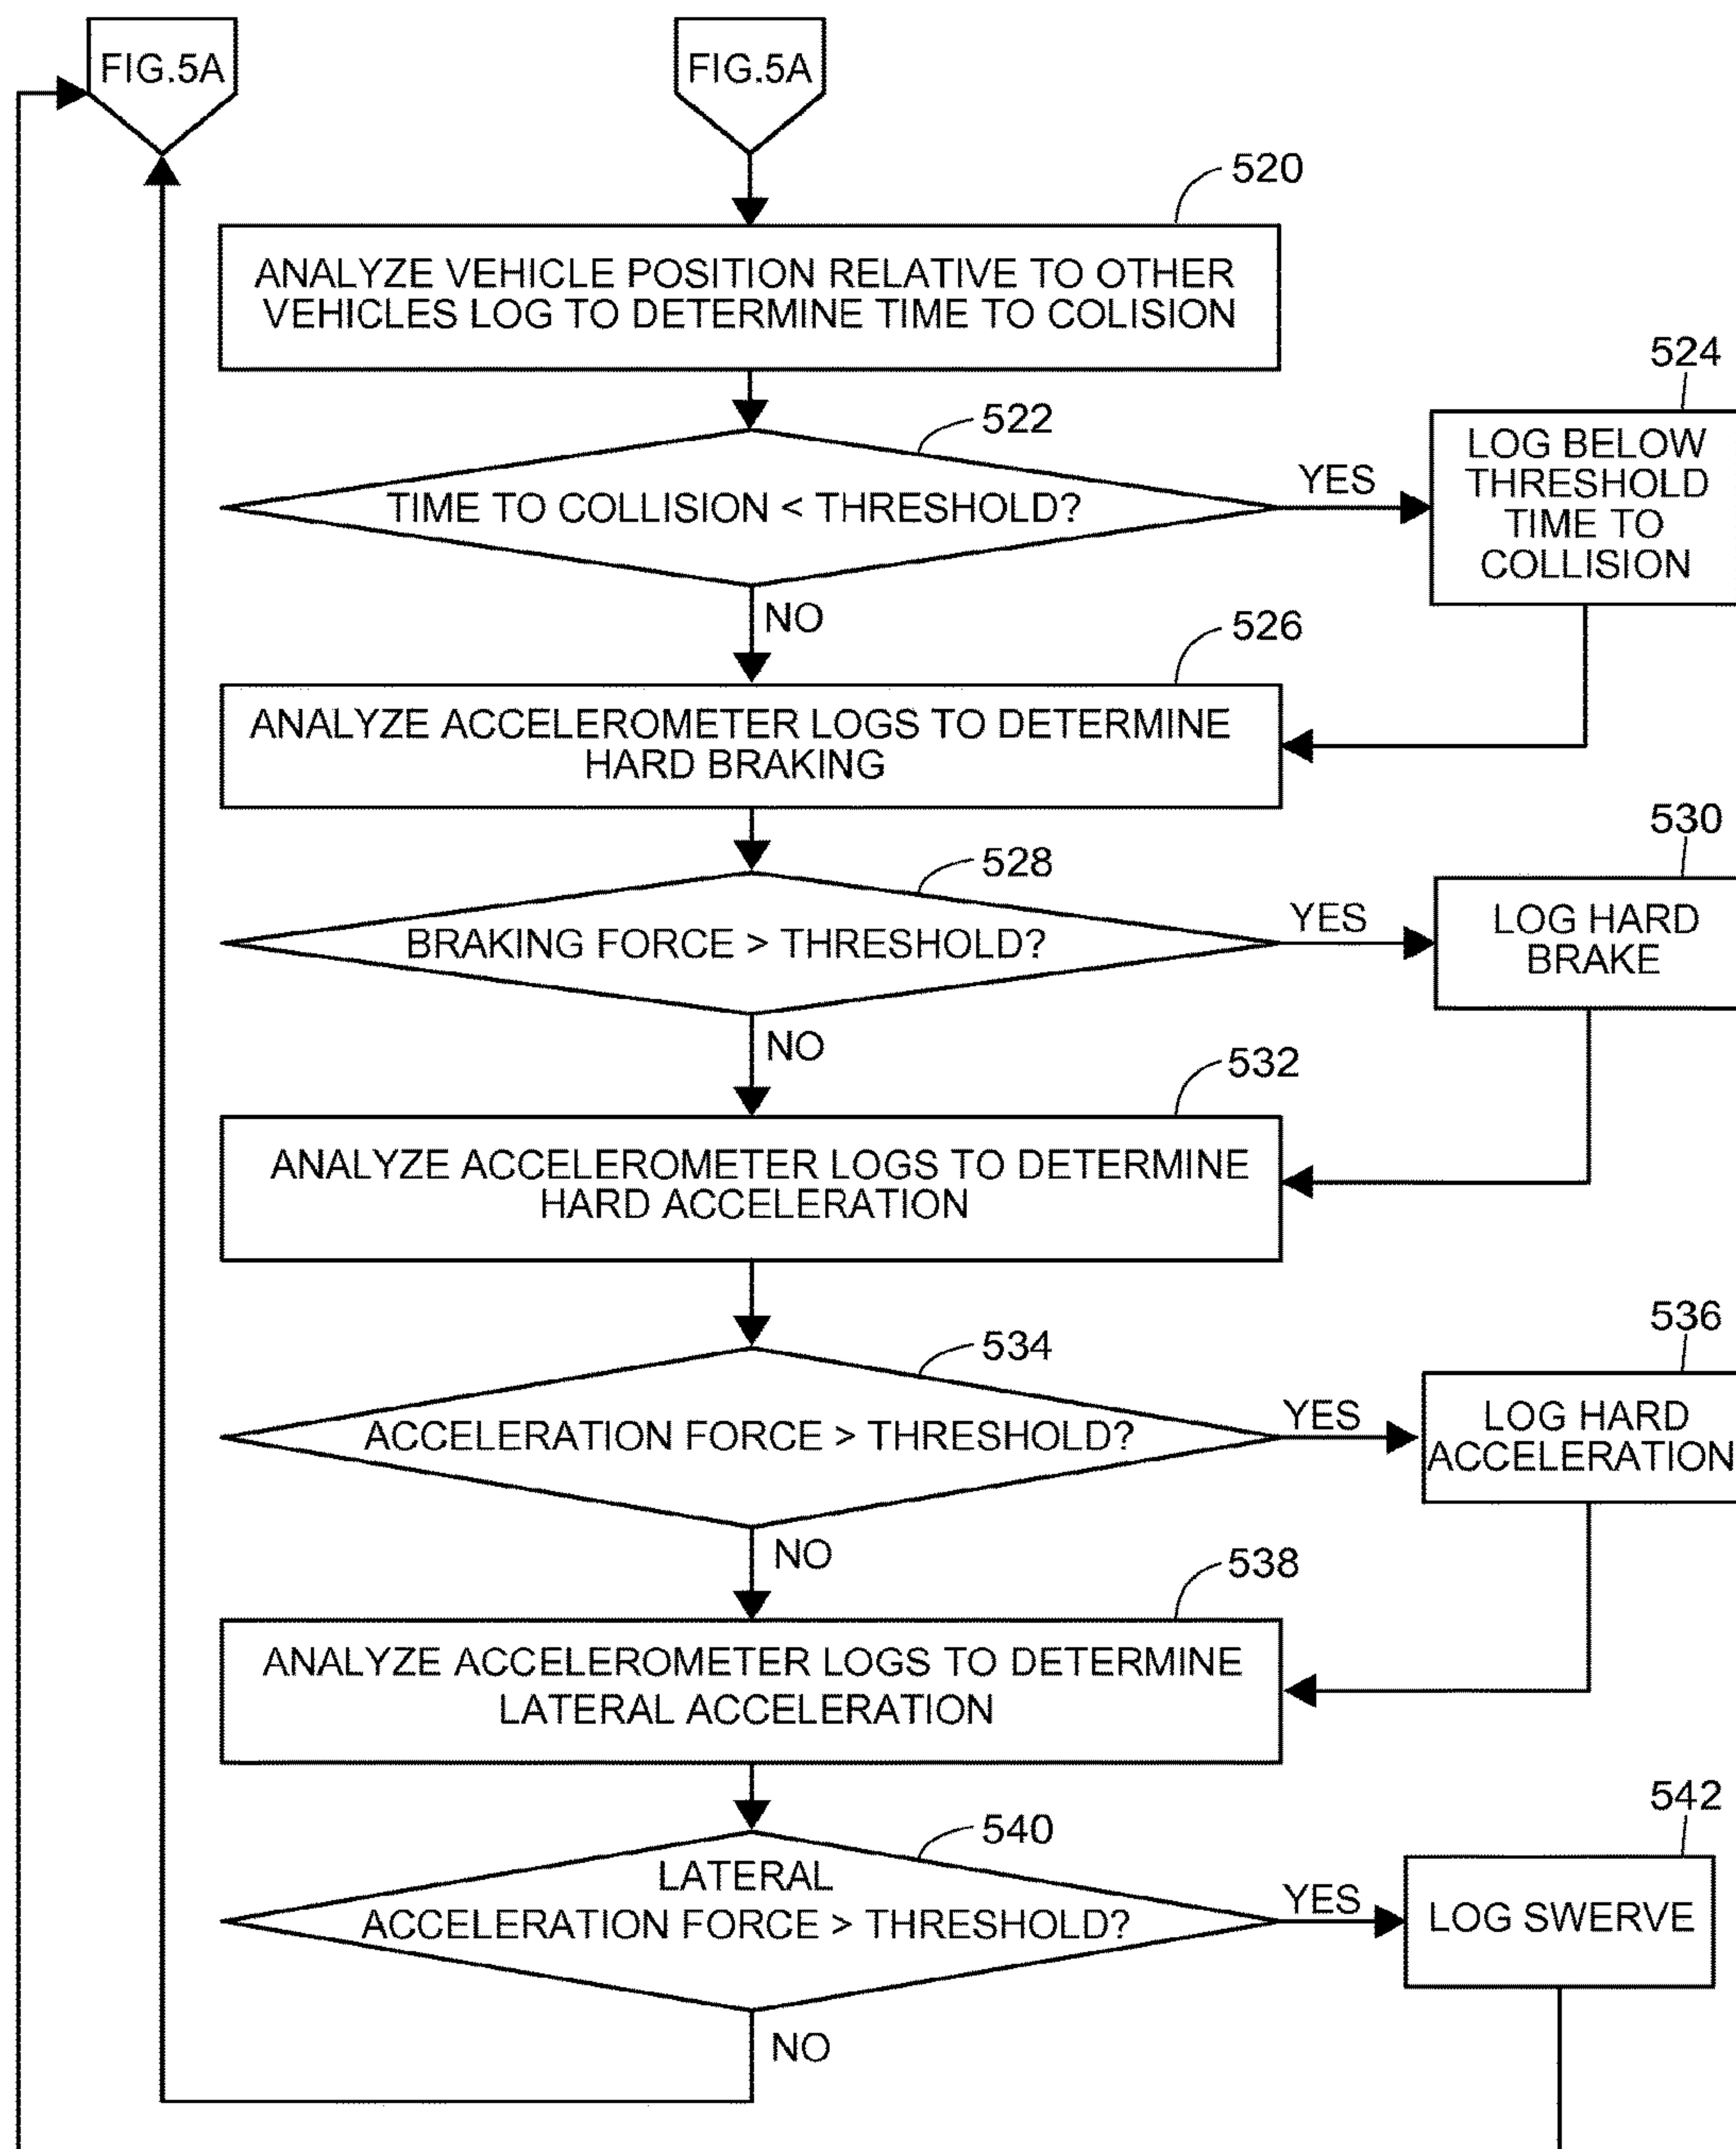 FIG.5A
FIG.5A
520
ANALYZE VEHICLE POSITION RELATIVE TO OTHER
VEHICLES LOG TO DETERMINE TIME TO COLISION
522
TIME TO COLLISION < THRESHOLD?
YES
524
LOG BELOW
THRESHOLD
TIME TO
COLLISION
NO
526
ANALYZE ACCELEROMETER LOGS TO DETERMINE
HARD BRAKING
528
BRAKING FORCE > THRESHOLD?
YES
530
LOG HARD
BRAKE
NO
532
ANALYZE ACCELEROMETER LOGS TO DETERMINE
HARD ACCELERATION
534
ACCELERATION FORCE > THRESHOLD?
YES
536
LOG HARD
ACCELERATION
NO
538
ANALYZE ACCELEROMETER LOGS TO DETERMINE
LATERAL ACCELERATION
540
LATERAL
ACCELERATION FORCE > THRESHOLD?
YES
542
LOG SWERVE
NO